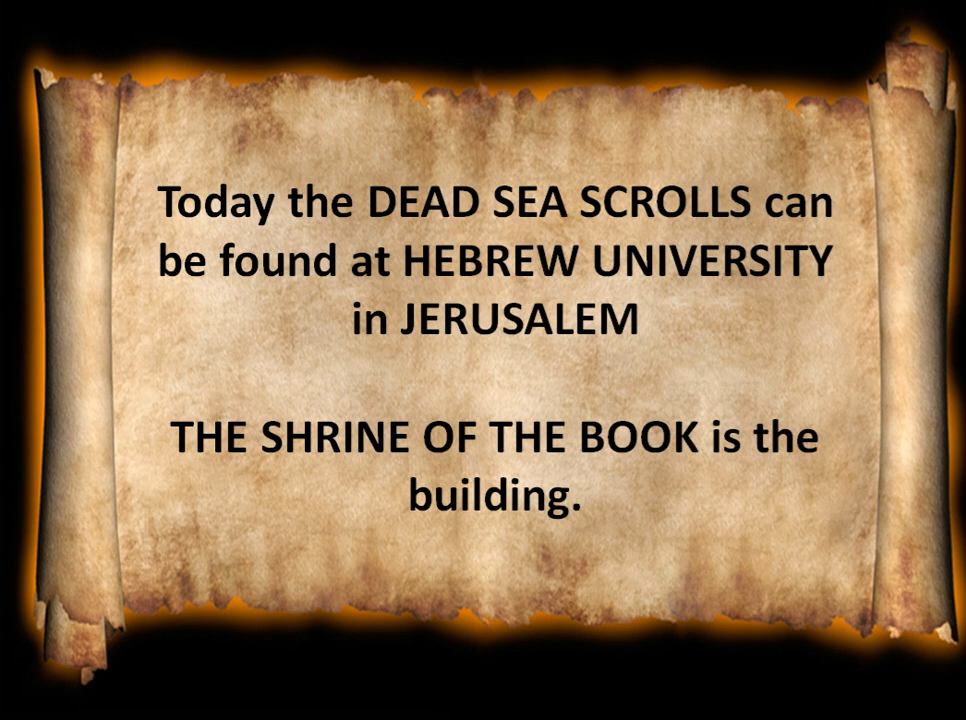 Today the DEAD SEA SCROLLS can
be found at HEBREW UNIVERSITY
in JERUSALEM
THE SHRINE OF THE BOOK is the
building.